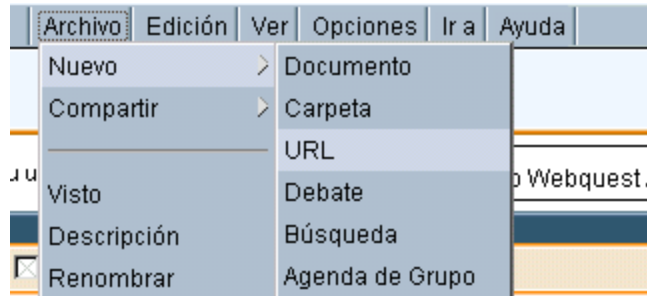 Archivo Edición Ver Opciones Ir a Ayuda
Nuevo
Compartir
Visto
Descripción
Renombrar
Documento
Carpeta
URL
Debate
Búsqueda
Agenda de Grupo
Webquest.